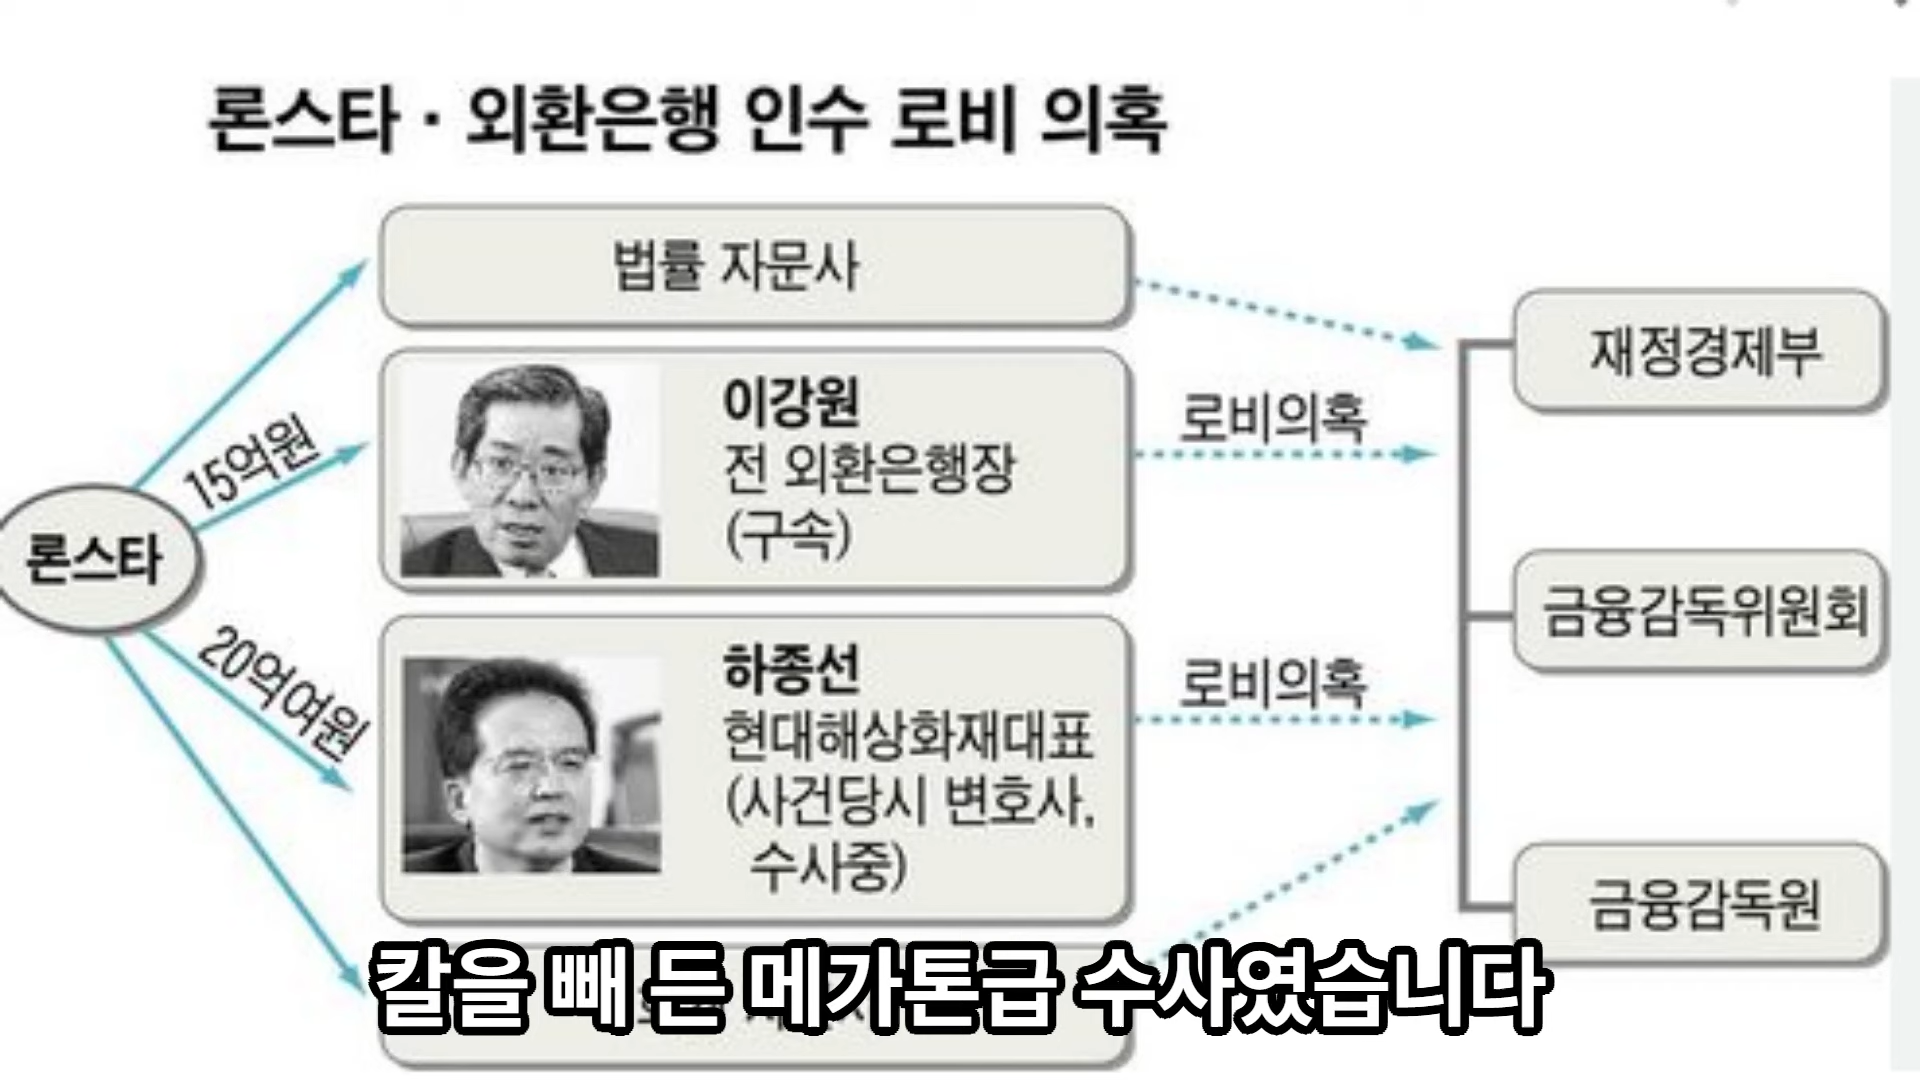 론스타 · 외환은행 인수 로비 의혹
법률 자문사
이강원
전 외환은행장
(구속)
하종선
현대해상화재대표
(사건당시 변호사,
수사중)
론스타
15억원
20억여원
로비의혹
로비의혹
재정경제부
금융감독위원회
금융감독원
칼을 빼 든 메가톤급 수사였습니다